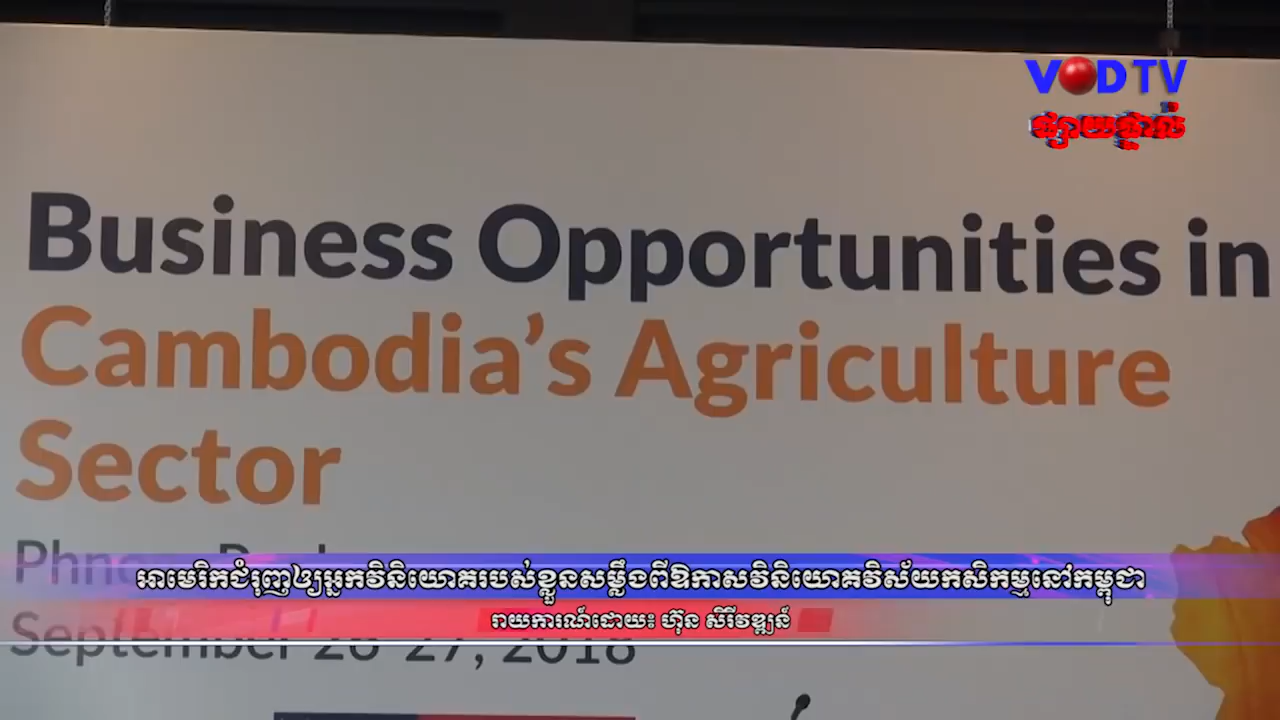 VODTV
ផ្សាយផ្ទាល់
Business Opportunities in
Cambodia's Agriculture
Sector
អាមេរិកជំរុញឲ្យអ្នកវិនិយោគរបស់ខ្លួនសម្លឹងពីឱកាសវិនិយោគវិស័យកសិកម្មនៅកម្ពុជា
រាយការណ៍ដោយ៖ ហ៊ុន សិរីវឌ្ឍន៍
September 27, 2018